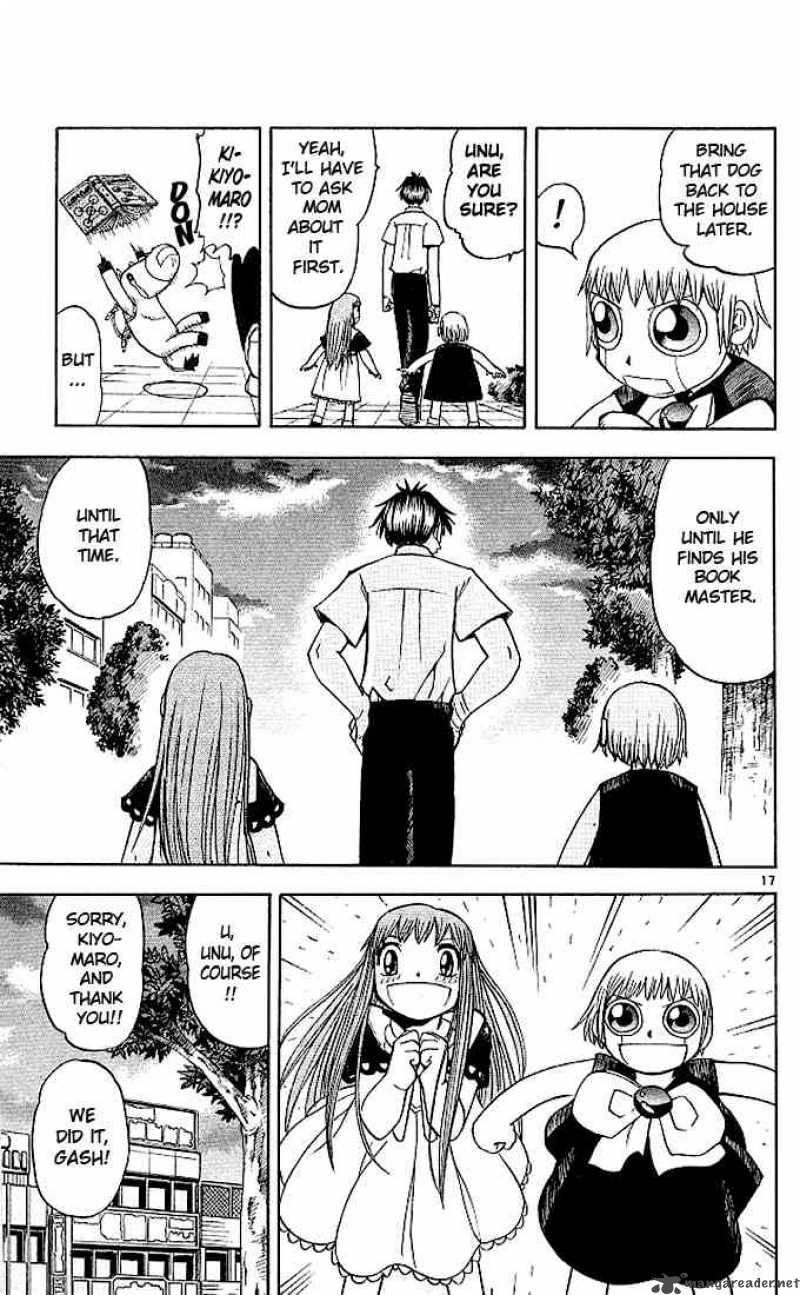 BRING
THAT DOG
BACK TO
THE HOUSE
LATER.
!
UNU,
ARE
YOU
SURE?
YEAH,
I'LL HAVE
TO ASK
MOM
ABOUT
IT
FIRST.
KI-
KIYO-
MARO
!!?
DON
BUT
...
ONLY
UNTIL HE
FINDS HIS
BOOK
MASTER.
UNTIL
THAT
TIME.
17
U,
UNU, OF
COURSE
!!
SORRY,
KIYO-
MARO,
AND
THANK
YOU!!
WE
DID IT,
GASH!
mangareader.net